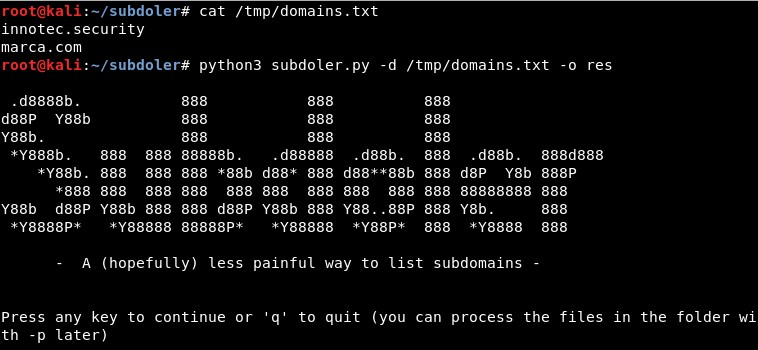 root@kali:~/subdoler# cat /tmp/domains.txt
innotec.security
marca.com
root@kali:~/subdoler# python3 subdoler.py -d /tmp/domains.txt -o res

 .d8888b.           888           888          888
d88P  Y88b          888           888          888
Y88b.               888           888          888
 *Y888b.   888  888 88888b.   .d88888  .d88b.  888  .d88b.  888d888
    *Y88b. 888  888 888 *88b d88* 888 d88**88b 888 d8P  Y8b 888P
      *888 888  888 888  888 888  888 888  888 888 88888888 888
Y88b  d88P Y88b 888 888 d88P Y88b 888 Y88..88P 888 Y8b.     888
 *Y8888P*   *Y88888 88888P*   *Y88888  *Y88P*  888  *Y8888  888

      -  A (hopefully) less painful way to list subdomains -

Press any key to continue or 'q' to quit (you can process the files in the folder wi
th -p later)